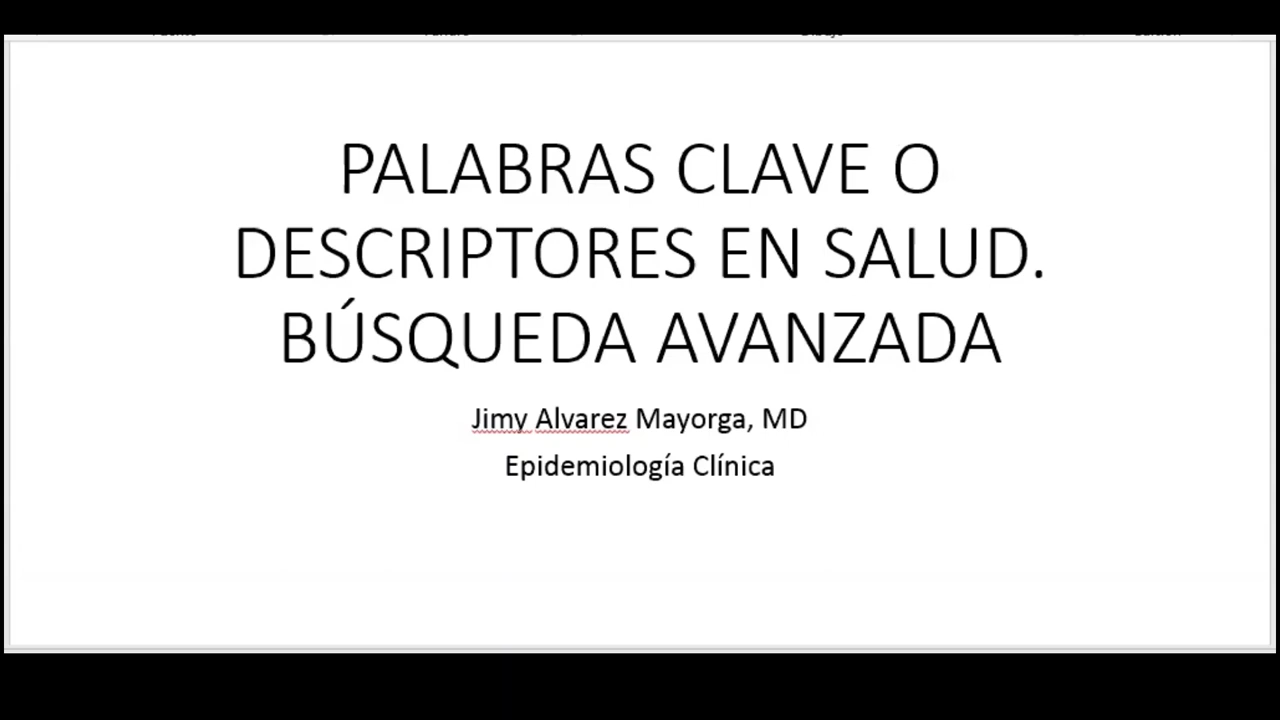 PALABRAS CLAVE O
DESCRIPTORES EN SALUD.
BÚSQUEDA AVANZADA
Jimy Alvarez Mayorga, MD
Epidemiología Clínica